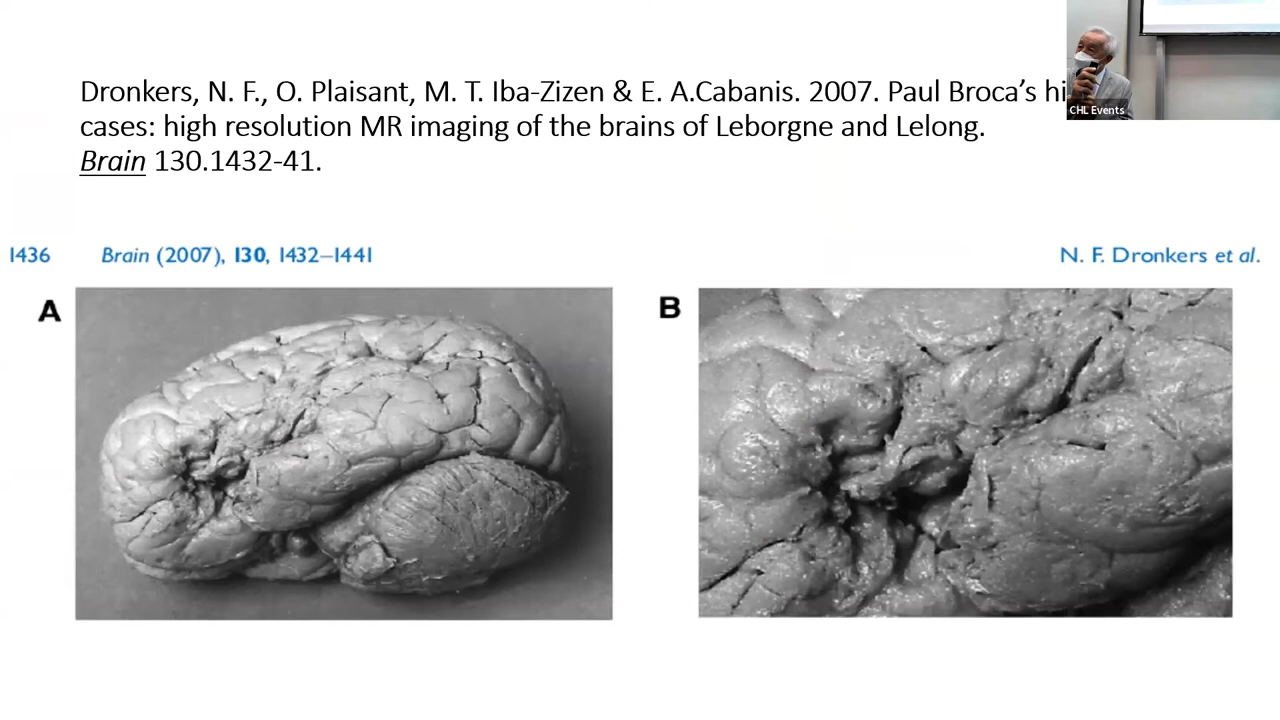 Dronkers, N. F., O. Plaisant, M. T. Iba-Zizen & E. A.Cabanis. 2007. Paul Broca’s
cases: high resolution MR imaging of the brains of Leborgne and Lelong.
Brain 130.1432-41.
CHL Events
1436 Brain (2007), 130, 1432–1441 N. F. Dronkers et al.
A
B